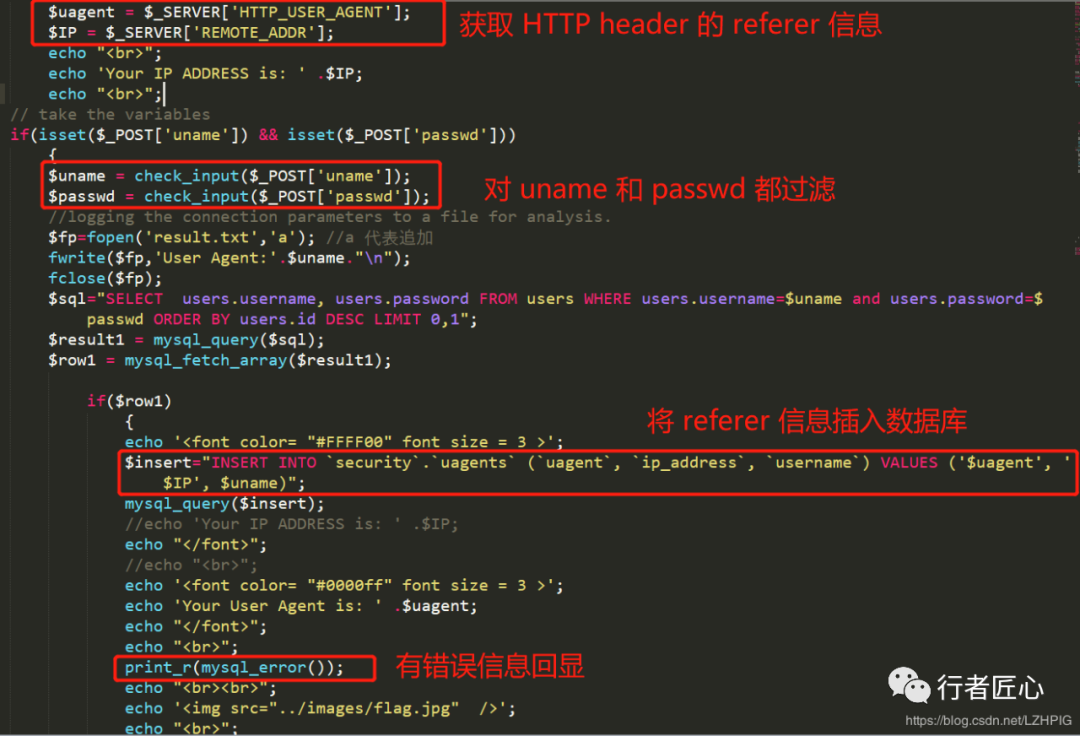 $uagent = $_SERVER['HTTP_USER_AGENT'];
获取 HTTP header 的 referer 信息
$IP = $_SERVER['REMOTE_ADDR'];
echo "<br>";
echo 'Your IP ADDRESS is: ' .$IP;
echo "<br>";
// take the variables
if(isset($_POST['uname']) && isset($_POST['passwd']))
{
$uname = check_input($_POST['uname']);
对 uname 和 passwd 都过滤
$passwd = check_input($_POST['passwd']);
//logging the connection parameters to a file for analysis.
$fp=fopen('result.txt','a'); //a 代表追加
fwrite($fp,'User Agent:'.$uname."\n");
fclose($fp);
$sql="SELECT  users.username, users.password FROM users WHERE users.username=$uname and users.password=$
passwd ORDER BY users.id DESC LIMIT 0,1";
$result1 = mysql_query($sql);
$row1 = mysql_fetch_array($result1);
if($row1)
将 referer 信息插入数据库
{
echo '<font color= "#FFFF00" font size = 3 >';
$insert="INSERT INTO `security`.`uagents` (`uagent`, `ip_address`, `username`) VALUES ('$uagent', '
$IP', $uname)";
mysql_query($insert);
//echo 'Your IP ADDRESS is: ' .$IP;
echo "</font>";
//echo "<br>";
echo '<font color= "#0000ff" font size = 3 >';
echo 'Your User Agent is: ' .$uagent;
echo "</font>";
echo "<br>";
print_r(mysql_error());
有错误信息回显
echo "<br><br>";
echo '<img src="../images/flag.jpg"  />';
echo "<br>";
行者匠心
https://blog.csdn.net/LZHPIG